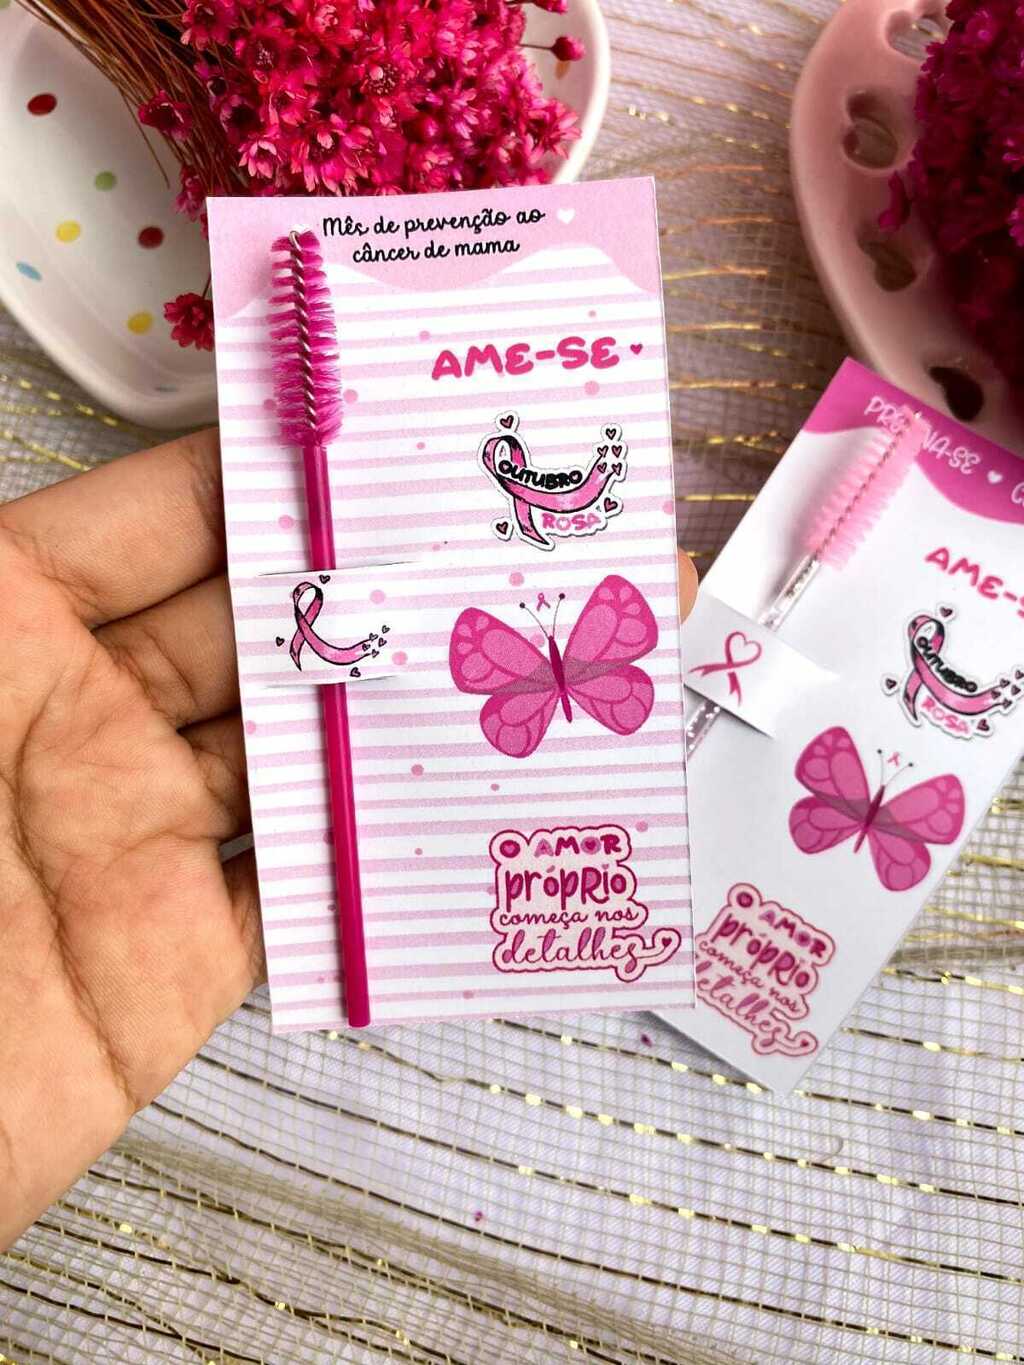 Mês de prevenção ao
câncer de mama
AME-SE
OUTUBRO
ROSA
O AMOR
próprio
começa nos
detalhes
AME-S
OUTUBRO
ROSA
O AMOR
próprio
começa nos
detalhes